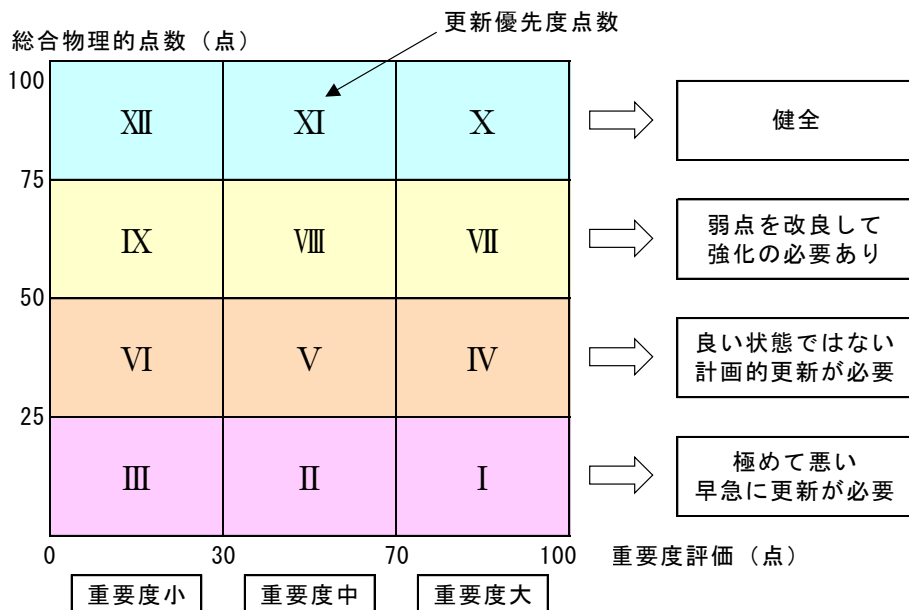 更新優先度点数
総合物理的点数（点）
100
Ⅻ
Ⅺ
Ⅹ
健全
75
Ⅸ
Ⅷ
Ⅶ
弱点を改良して
強化の必要あり
50
Ⅵ
Ⅴ
Ⅳ
良い状態ではない
計画的更新が必要
25
Ⅲ
Ⅱ
Ⅰ
極めて悪い
早急に更新が必要
0
30
70
100
重要度評価（点）
重要度小
重要度中
重要度大